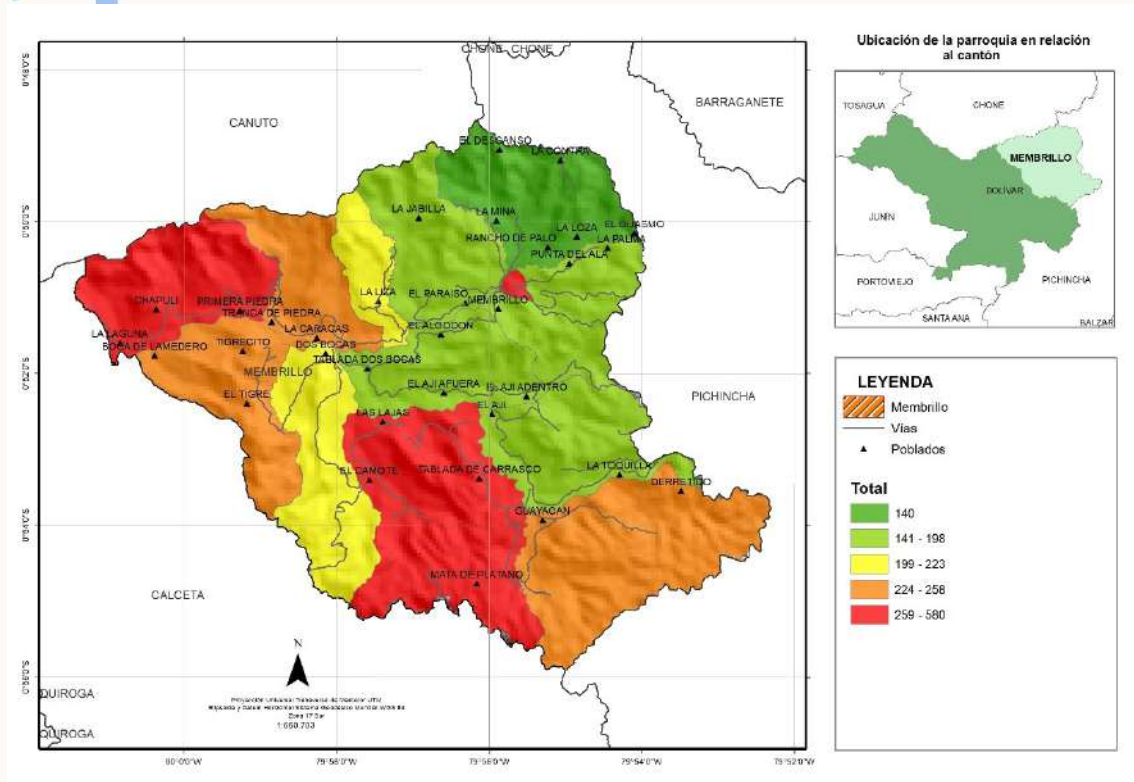 CHONE CHONE
BARRAGANETE
CANUTO
EL DESCANSO
LA CONTRA
LA JABILLA
LA MINA
EL GUASMO
LA LOZA
RANCHO DE PALO
LA PALMA
PUNTA DEL ALA
LA LIZA
EL PARAISO
MEMBRILLO
CHAPULI
PRIMERA PIEDRA
TRANCA DE PIEDRA
LA CARACAS
EL ALGODON
LA LAGUNA
BOCA DE LAMEDERO
TIGRECITO
DOS BOCAS
TABLADA DOS BOCAS
MEMBRILLO
EL TIGRE
EL AJI AFUERA
EL AJI ADENTRO
PICHINCHA
LAS LAJAS
EL AJI
EL CAMOTE
TABLADA DE CARRASCO
LA TOQUILLA
DERRETIDO
GUAYACAN
MATA DE PLATANO
CALCETA
N
QUIROGA
QUIROGA
Zona 17 Sur
80°0'0"W
79°58'0"W
79°56'0"W
79°54'0"W
79°52'0"W
Ubicación de la parroquia en relación
al cantón
TOSAGUA
CHONE
MEMBRILLO
BOLIVAR
JUNIN
PORTOVIEJO
PICHINCHA
SANTA ANA
BALZAR
LEYENDA
Membrillo
Vías
Poblados
Total
140
141 - 198
199 - 223
224 - 258
259 - 580